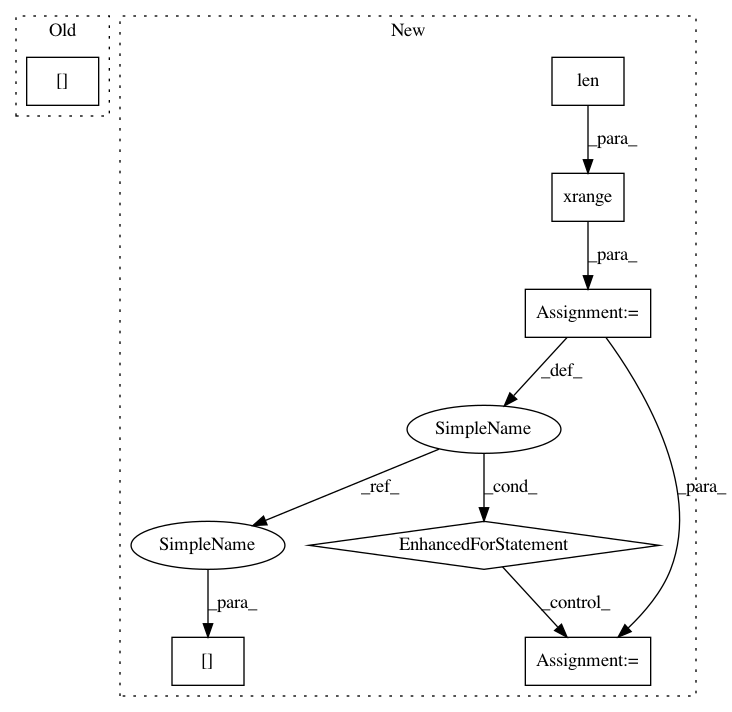 Old
New
[]
len
_para_
xrange
_para_
Assignment:=
_def_
SimpleName
_ref_
_cond_
_para_
SimpleName
EnhancedForStatement
_para_
_control_
[]
Assignment:=